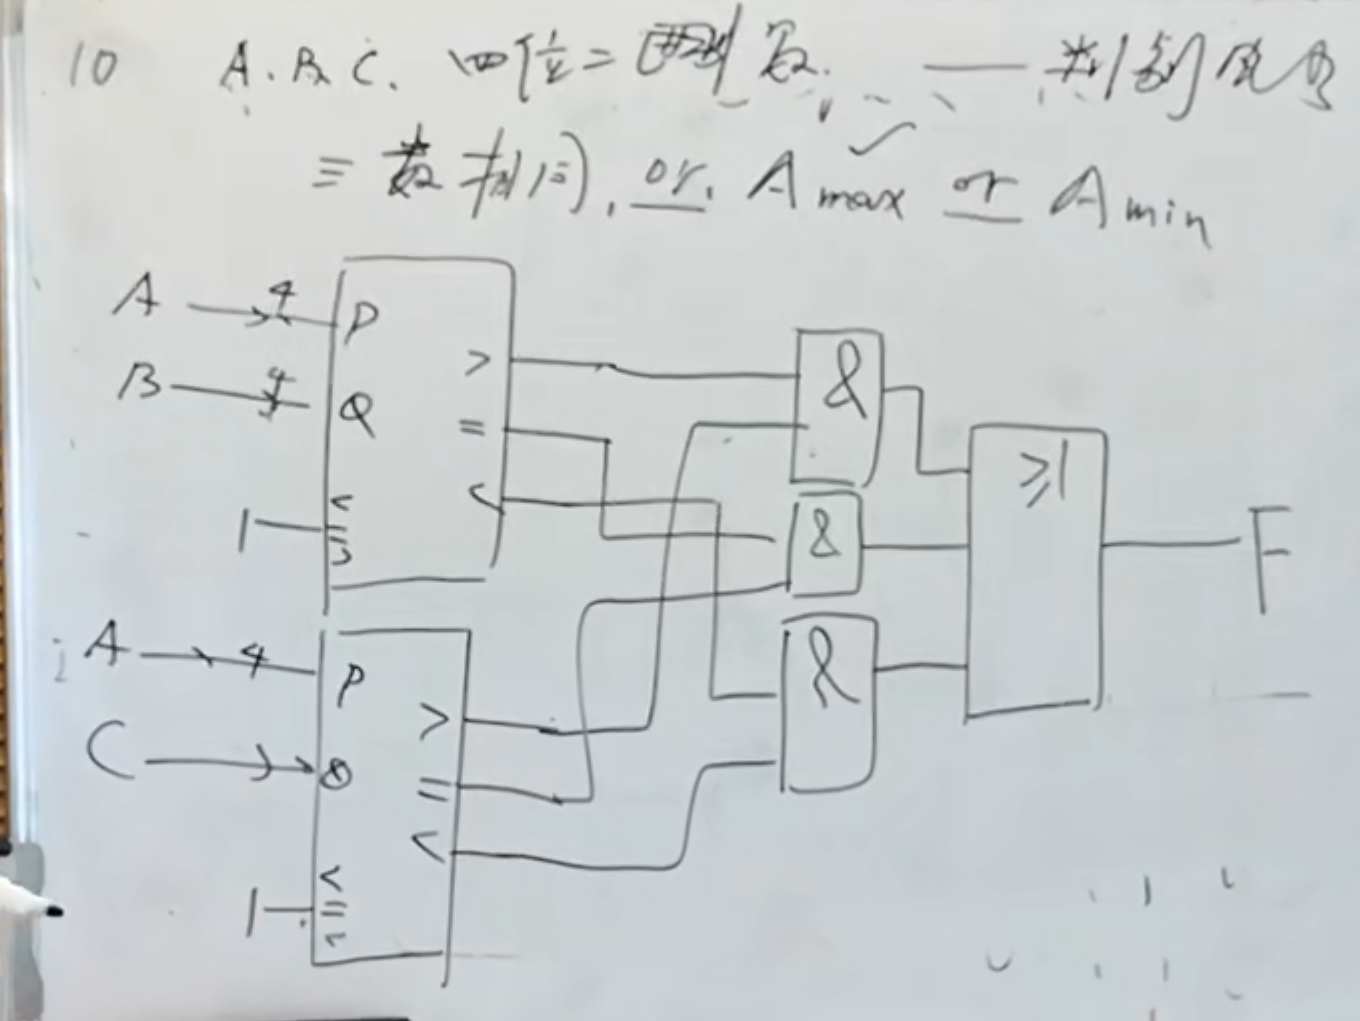 10 A.B.C. 四位二进制数. — 判别电路
三数相同, or. A max or A min
A 4 P
B 4 Q
> = <
1 < = >
& & &
≥1
F
A 4 P
C Q
> = <
1 < = >